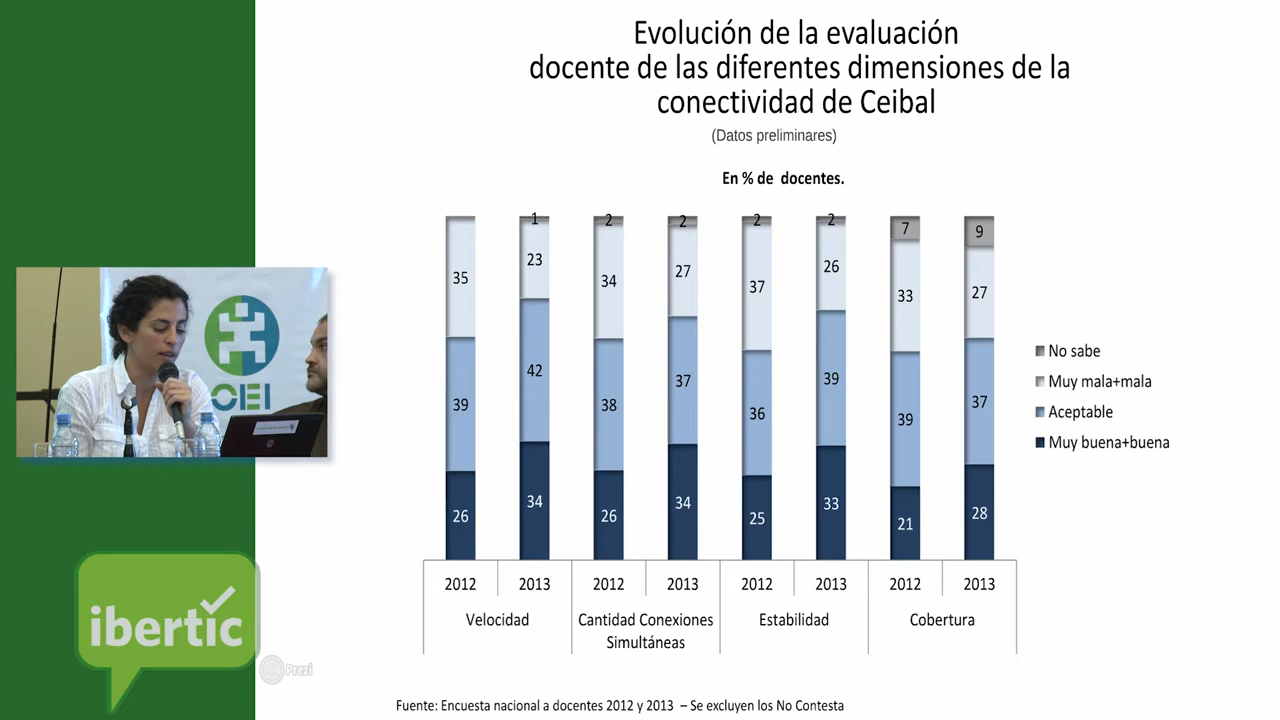 Evolución de la evaluación
docente de las diferentes dimensiones de la
conectividad de Ceibal
(Datos preliminares)
En % de docentes.
1 2 2 2 2 7 9
35 23 34 27 37 26 33 27
39 42 38 37 36 39 39 37
26 34 26 34 25 33 21 28
No sabe
Muy mala+mala
Aceptable
Muy buena+buena
2012 2013 2012 2013 2012 2013 2012 2013
Velocidad Cantidad Conexiones Simultáneas Estabilidad Cobertura
Fuente: Encuesta nacional a docentes 2012 y 2013 – Se excluyen los No Contesta
OEI
ibertic
Prezi